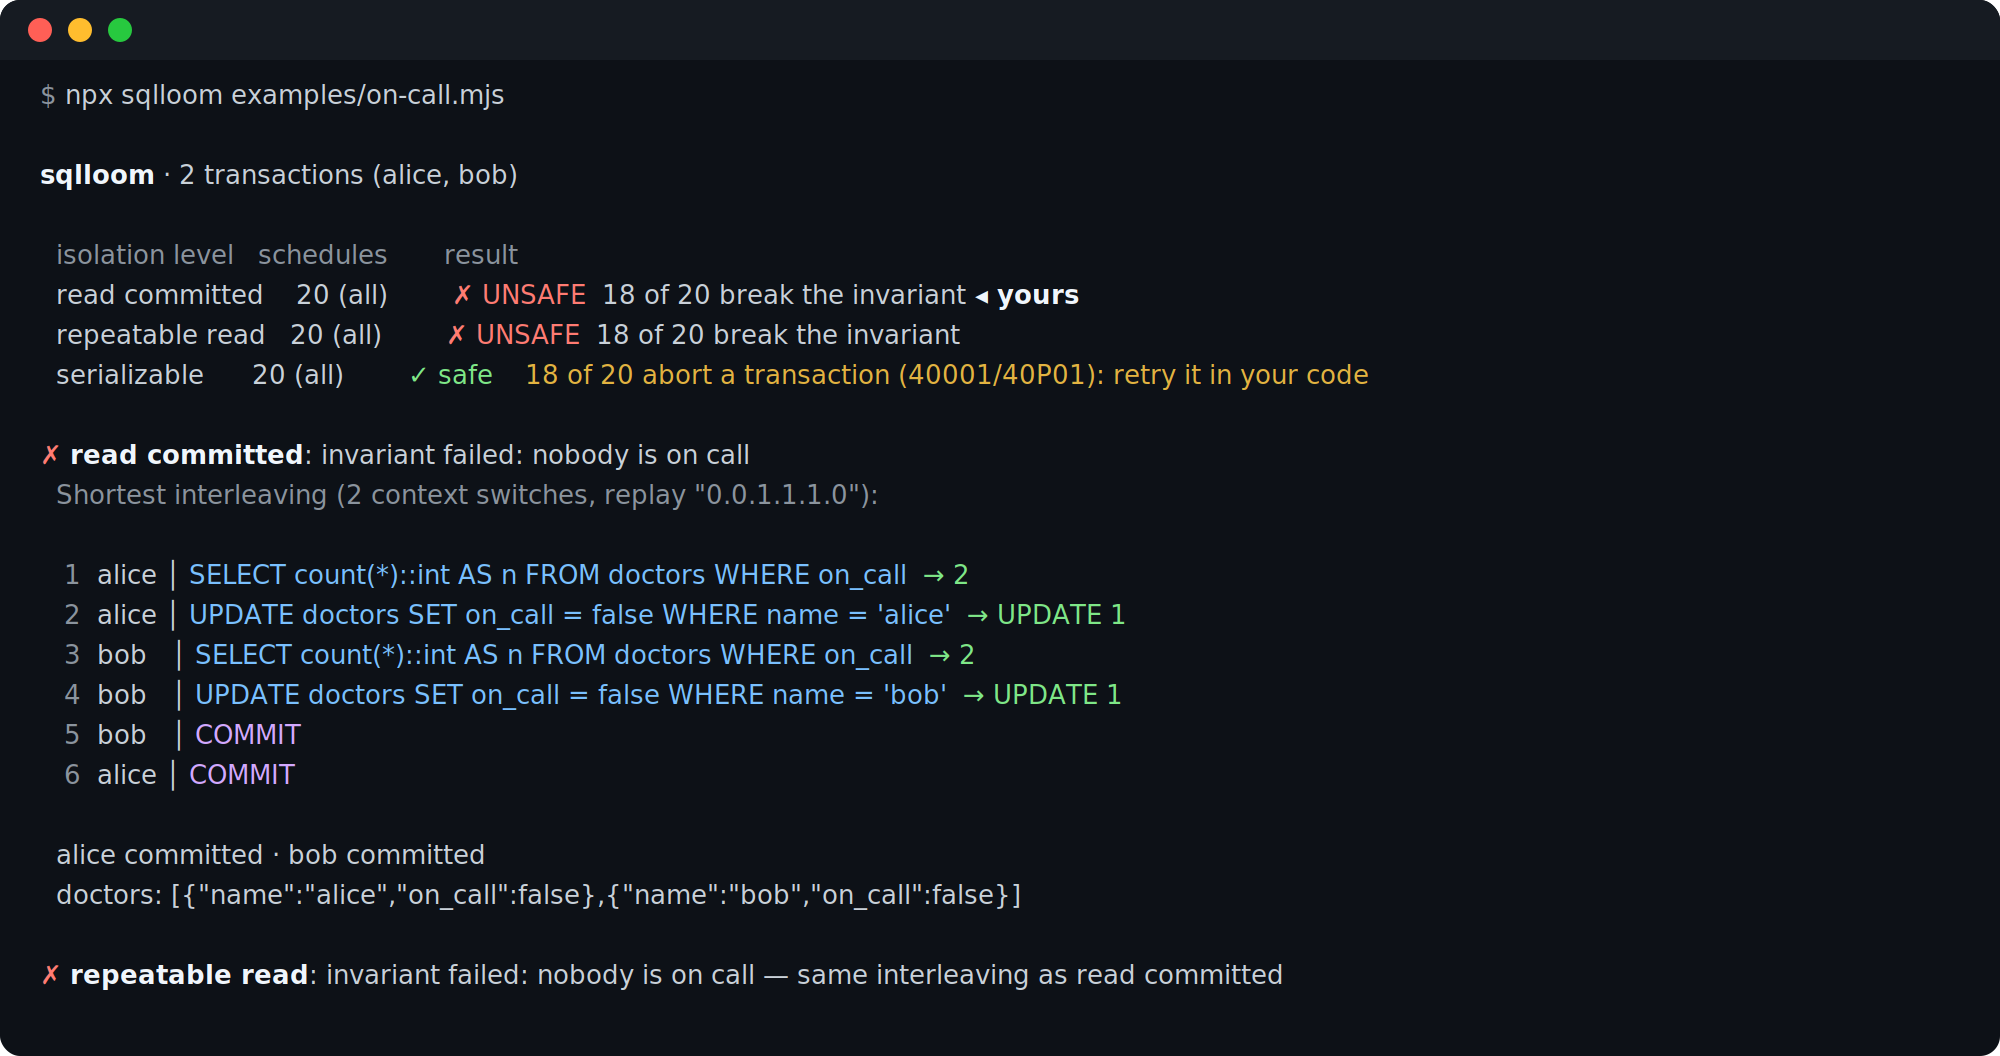 $ npx sqlloom examples/on-call.mjs
sqlloom · 2 transactions (alice, bob)
isolation level schedules result
read committed 20 (all) ✗ UNSAFE 18 of 20 break the invariant ◂ yours
repeatable read 20 (all) ✗ UNSAFE 18 of 20 break the invariant
serializable 20 (all) ✓ safe 18 of 20 abort a transaction (40001/40P01): retry it in your code
✗ read committed: invariant failed: nobody is on call
Shortest interleaving (2 context switches, replay "0.0.1.1.1.0"):
1 alice │ SELECT count(*)::int AS n FROM doctors WHERE on_call → 2
2 alice │ UPDATE doctors SET on_call = false WHERE name = 'alice' → UPDATE 1
3 bob │ SELECT count(*)::int AS n FROM doctors WHERE on_call → 2
4 bob │ UPDATE doctors SET on_call = false WHERE name = 'bob' → UPDATE 1
5 bob │ COMMIT
6 alice │ COMMIT
alice committed · bob committed
doctors: [{"name":"alice","on_call":false},{"name":"bob","on_call":false}]
✗ repeatable read: invariant failed: nobody is on call — same interleaving as read committed